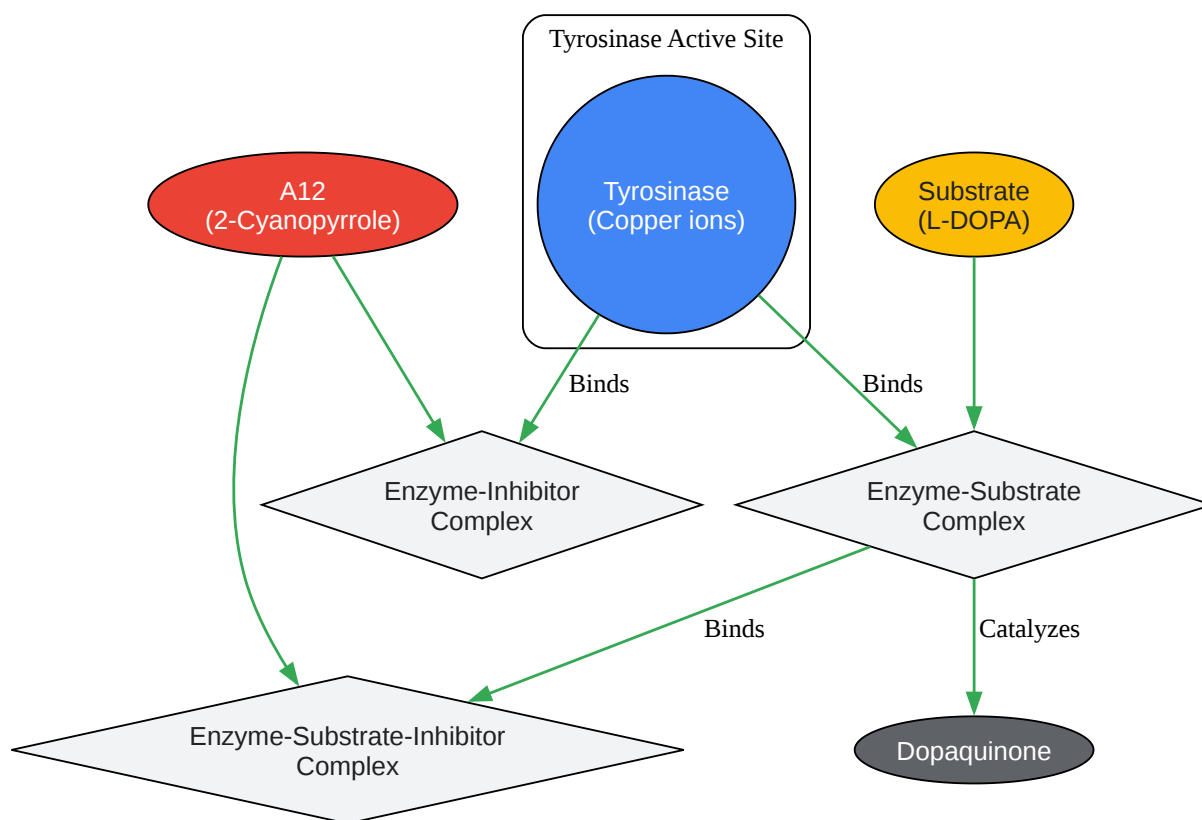 Tyrosinase Active Site
A12
(2-Cyanopyrrole)
Tyrosinase
(Copper ions)
Substrate
(L-DOPA)
Binds
Binds
Enzyme-Inhibitor
Complex
Enzyme-Substrate
Complex
Binds
Catalyzes
Enzyme-Substrate-Inhibitor
Complex
Dopaquinone